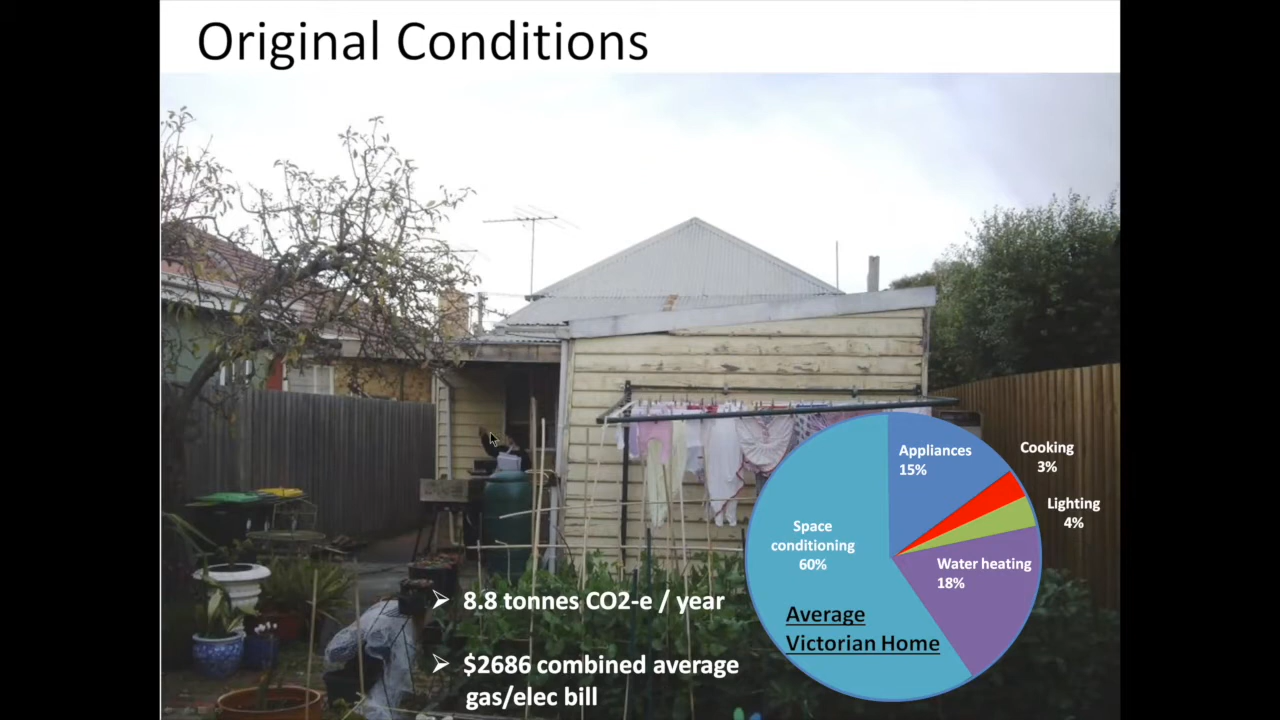 Original Conditions
Appliances
15%
Cooking
3%
Lighting
4%
Space
conditioning
60%
Water heating
18%
Average
Victorian Home
➢ 8.8 tonnes CO2-e / year
➢ $2686 combined average
gas/elec bill